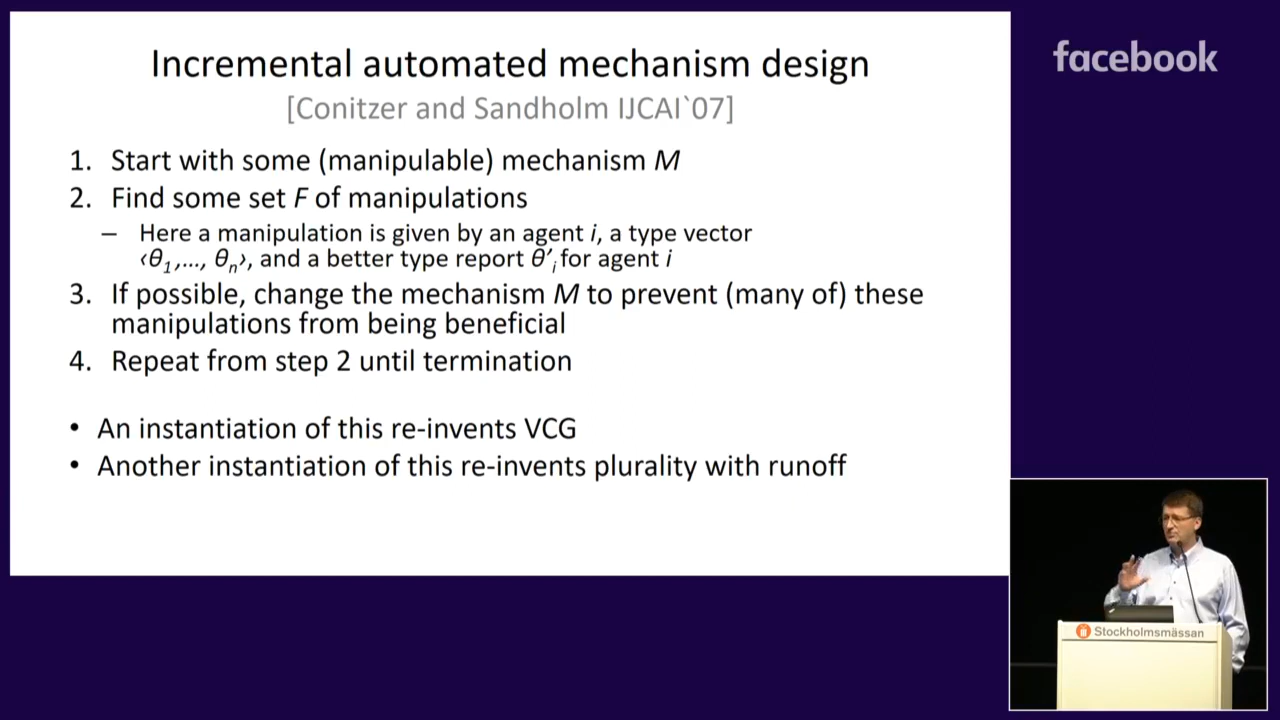 Incremental automated mechanism design
[Conitzer and Sandholm IJCAI`07]
1. Start with some (manipulable) mechanism M
2. Find some set F of manipulations
– Here a manipulation is given by an agent i, a type vector
‹θ1,..., θn›, and a better type report θ'i for agent i
3. If possible, change the mechanism M to prevent (many of) these
manipulations from being beneficial
4. Repeat from step 2 until termination
• An instantiation of this re-invents VCG
• Another instantiation of this re-invents plurality with runoff
facebook
Stockholmsmässan